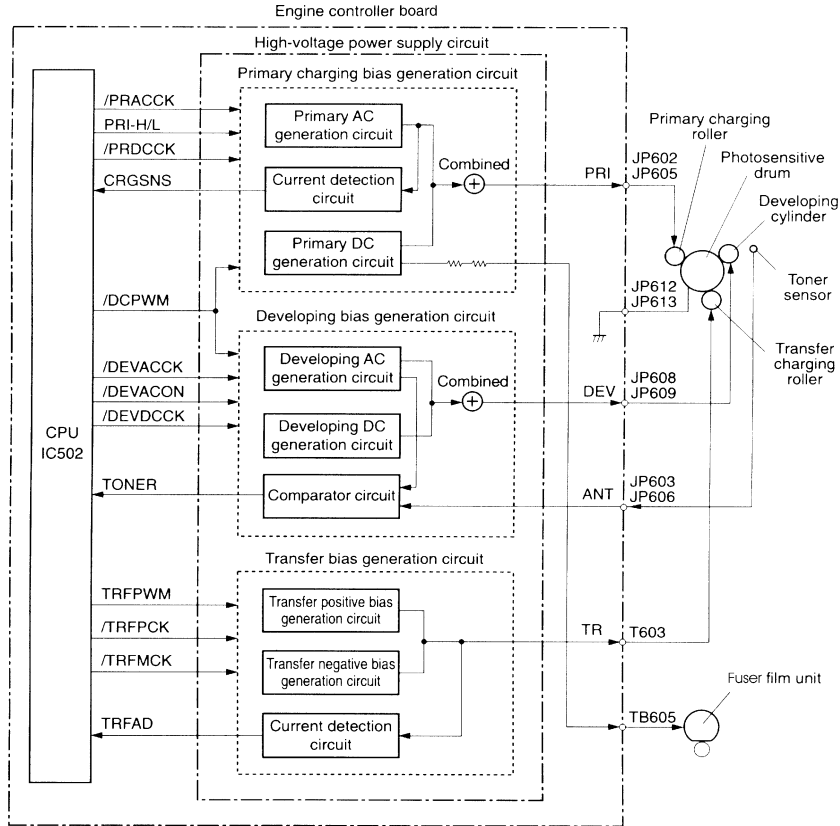 Engine controller board
High-voltage power supply circuit
Primary charging bias generation circuit
/PRACCK
PRI-H/L
/PRDCCK
CRGSNS
Primary AC
generation circuit
Current detection
circuit
Primary DC
generation circuit
Combined
PRI
JP602
JP605
Primary charging
roller
Photosensitive
drum
Developing
cylinder
Toner
sensor
JP612
JP613
Transfer
charging
roller
/DCPWM
Developing bias generation circuit
/DEVACCK
/DEVACON
/DEVDCCK
Developing AC
generation circuit
Developing DC
generation circuit
Combined
DEV
JP608
JP609
CPU
IC502
TONER
Comparator circuit
ANT
JP603
JP606
Transfer bias generation circuit
TRFPWM
/TRFPCK
/TRFMCK
TRFAD
Transfer positive bias
generation circuit
Transfer negative bias
generation circuit
Current detection
circuit
TR
T603
Fuser film unit
TB605